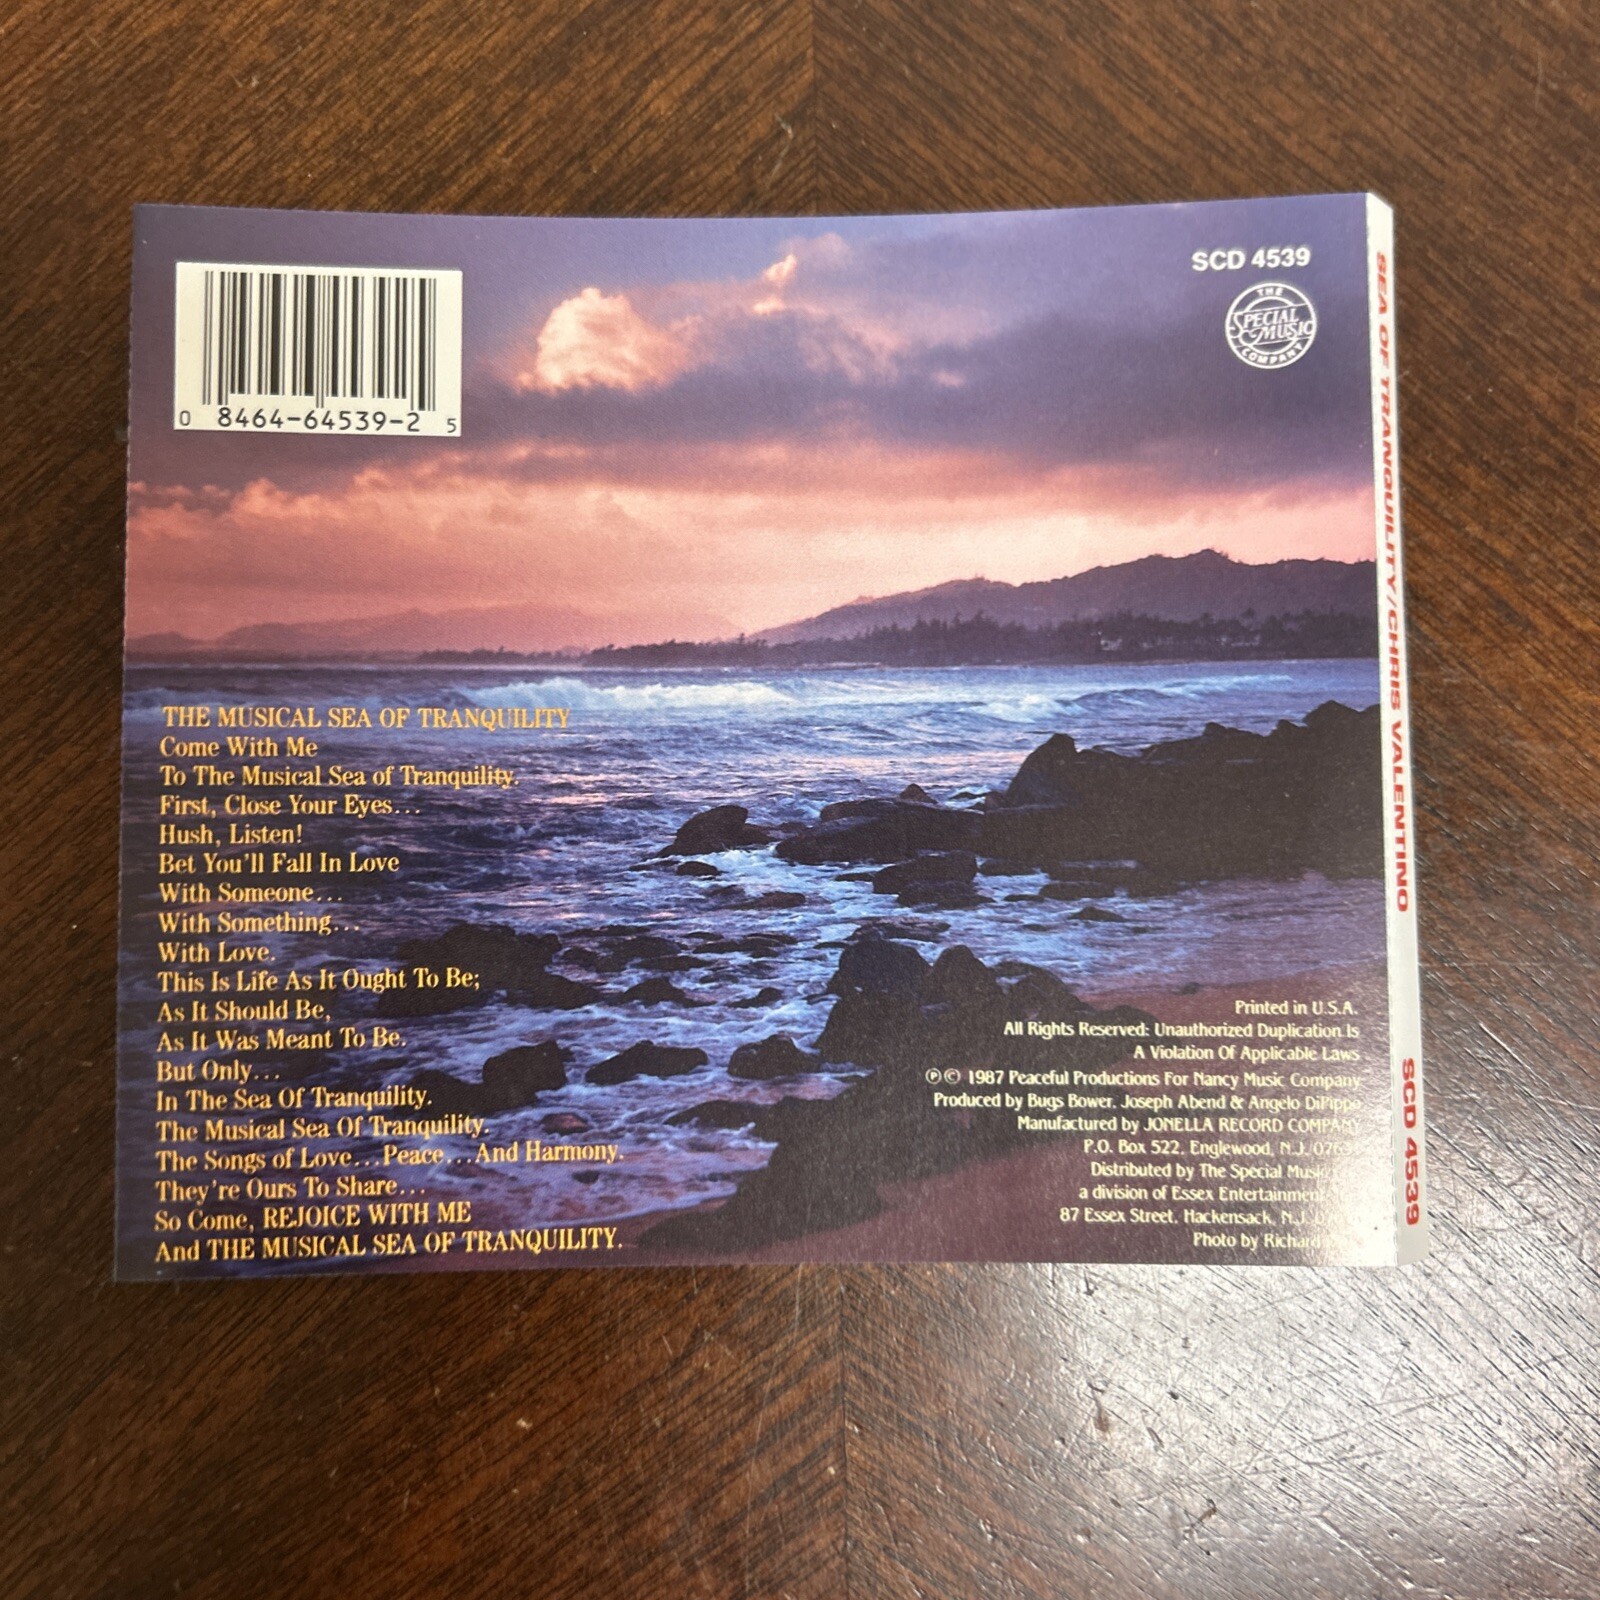 0 8464-64539-2 5
SCD 4539
THE
SPECIAL
MUSIC
COMPANY
THE MUSICAL SEA OF TRANQUILITY
Come With Me
To The Musical Sea of Tranquility.
First, Close Your Eyes...
Hush, Listen!
Bet You'll Fall In Love
With Someone...
With Something...
With Love.
This Is Life As It Ought To Be;
As It Should Be,
As It Was Meant To Be.
But Only...
In The Sea Of Tranquility.
The Musical Sea Of Tranquility.
The Songs of Love...Peace...And Harmony.
They're Ours To Share...
So Come, REJOICE WITH ME
And THE MUSICAL SEA OF TRANQUILITY.
Printed in U.S.A.
All Rights Reserved: Unauthorized Duplication Is
A Violation Of Applicable Laws
℗© 1987 Peaceful Productions For Nancy Music Company
Produced by Bugs Bower, Joseph Abend & Angelo DiPippo
Manufactured by JONELLA RECORD COMPANY
P.O. Box 522, Englewood, N.J.
Distributed by The Special Music
a division of Essex Entertainment
87 Essex Street, Hackensack, N.J.
Photo by Richard
SEA OF TRANQUILITY/CHRIS VALENTINO
SCD 4539